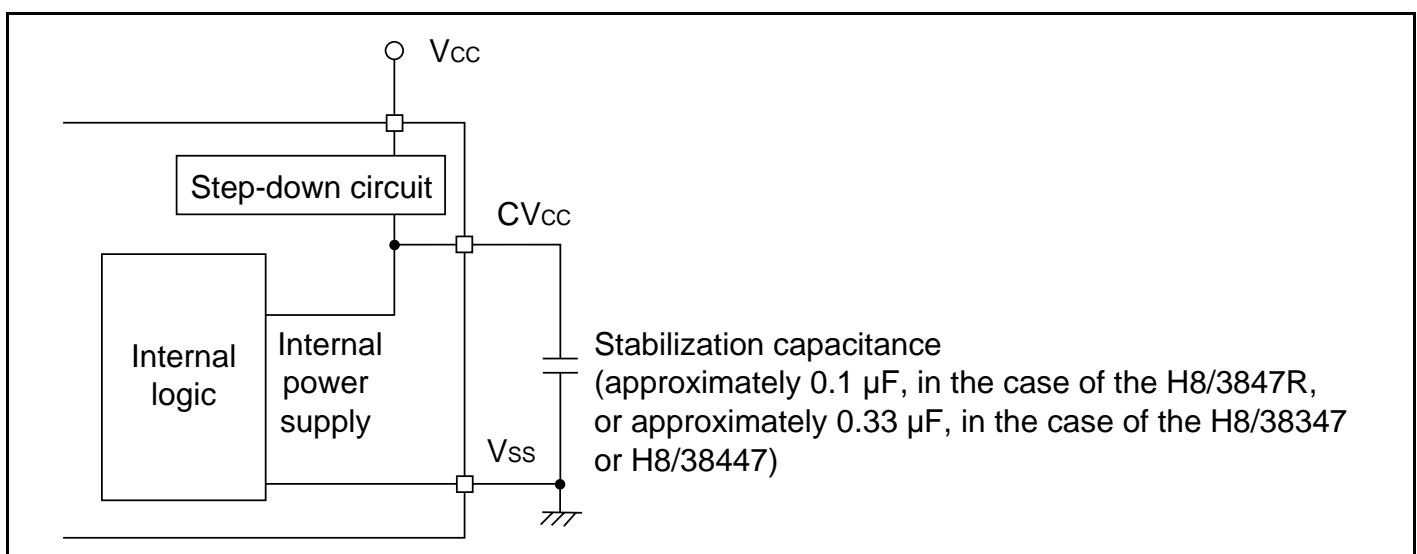 Vcc
Step-down circuit
CVcc
Internal
logic
Internal
power
supply
Stabilization capacitance
(approximately 0.1 µF, in the case of the H8/3847R,
or approximately 0.33 µF, in the case of the H8/38347
or H8/38447)
Vss